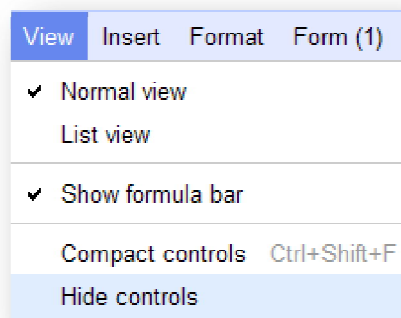 View Insert Format Form (1)
Normal view
List view
Show formula bar
Compact controls Ctrl+Shift+F
Hide controls